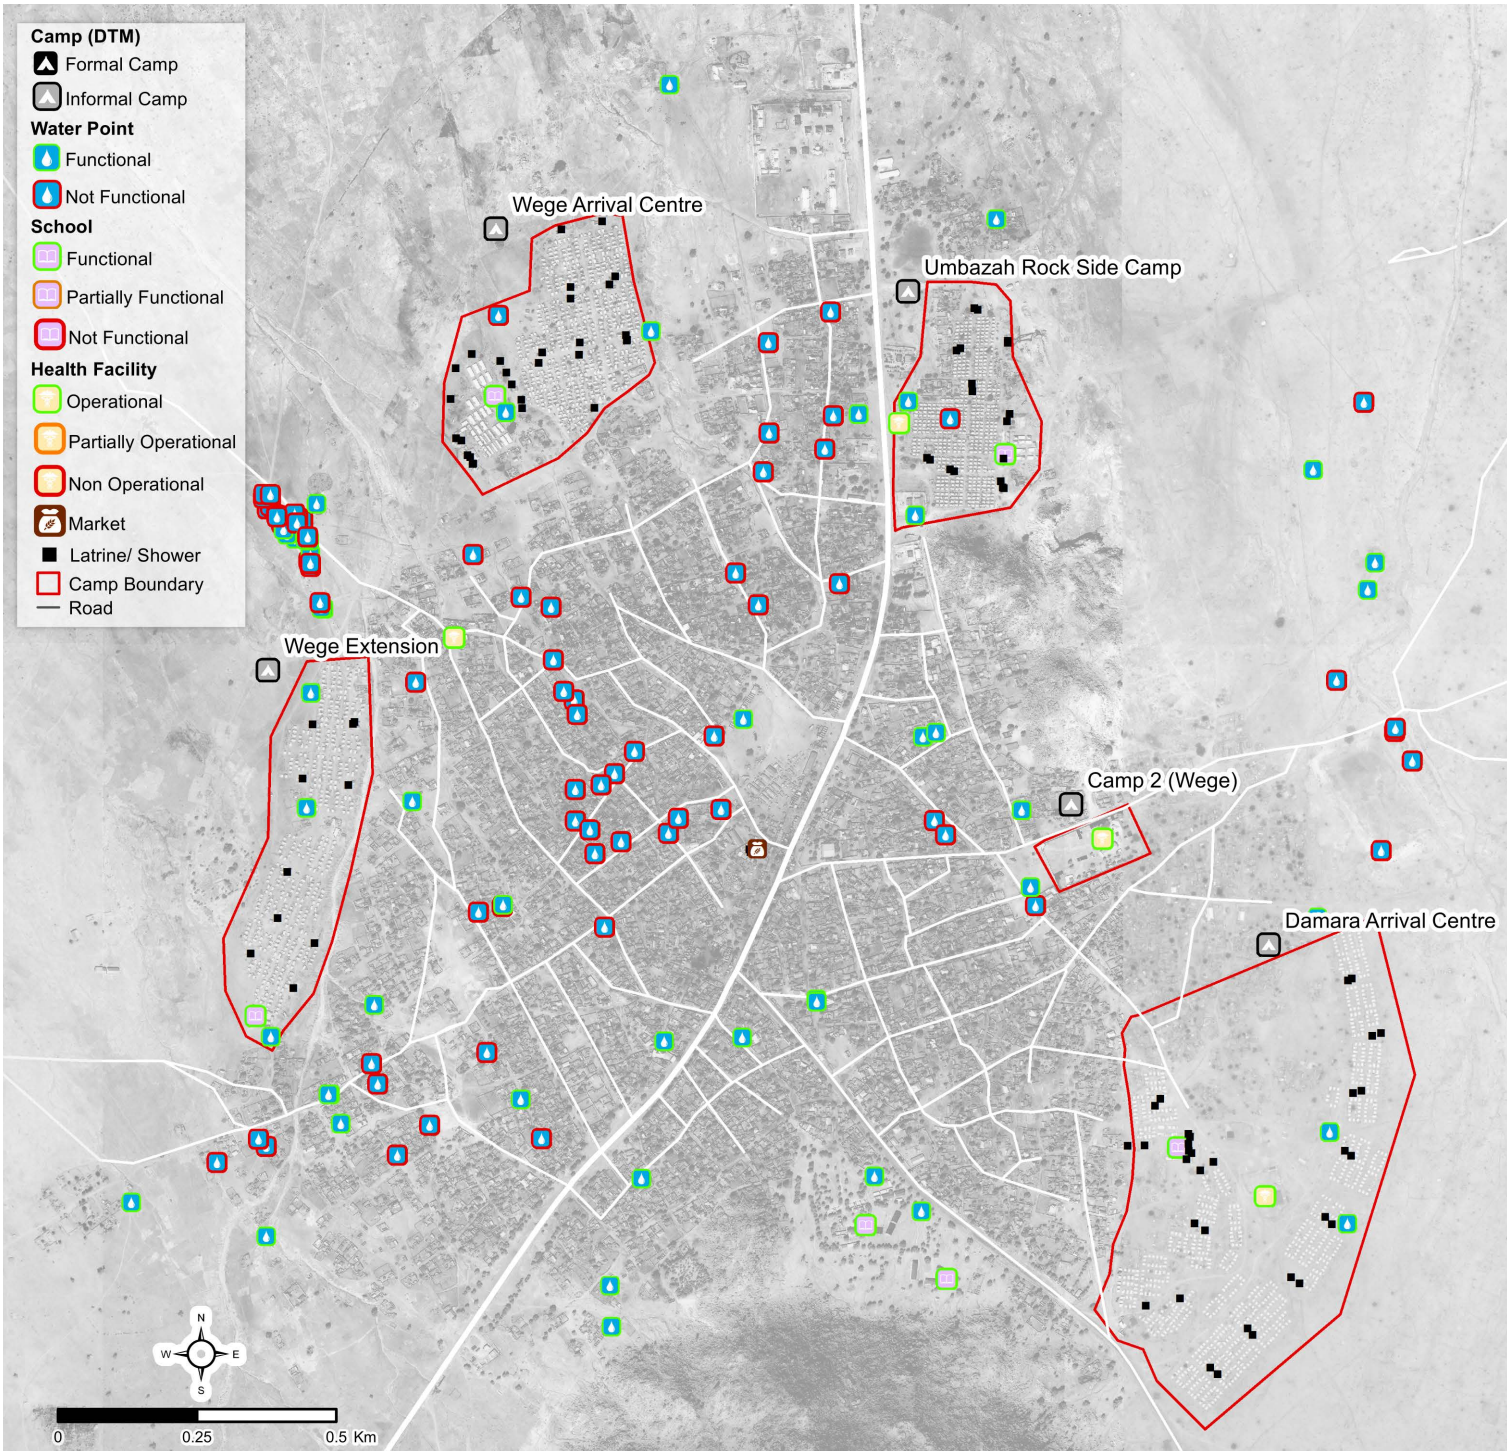 Camp (DTM)
Formal Camp
Informal Camp
Water Point
Functional
Not Functional
School
Functional
Partially Functional
Not Functional
Health Facility
Operational
Partially Operational
Non Operational
Market
Latrine/ Shower
Camp Boundary
Road
Wege Arrival Centre
Umbazah Rock Side Camp
Wege Extension
Camp 2 (Wege)
Damara Arrival Centre
N
W E
S
0 0.25 0.5 Km